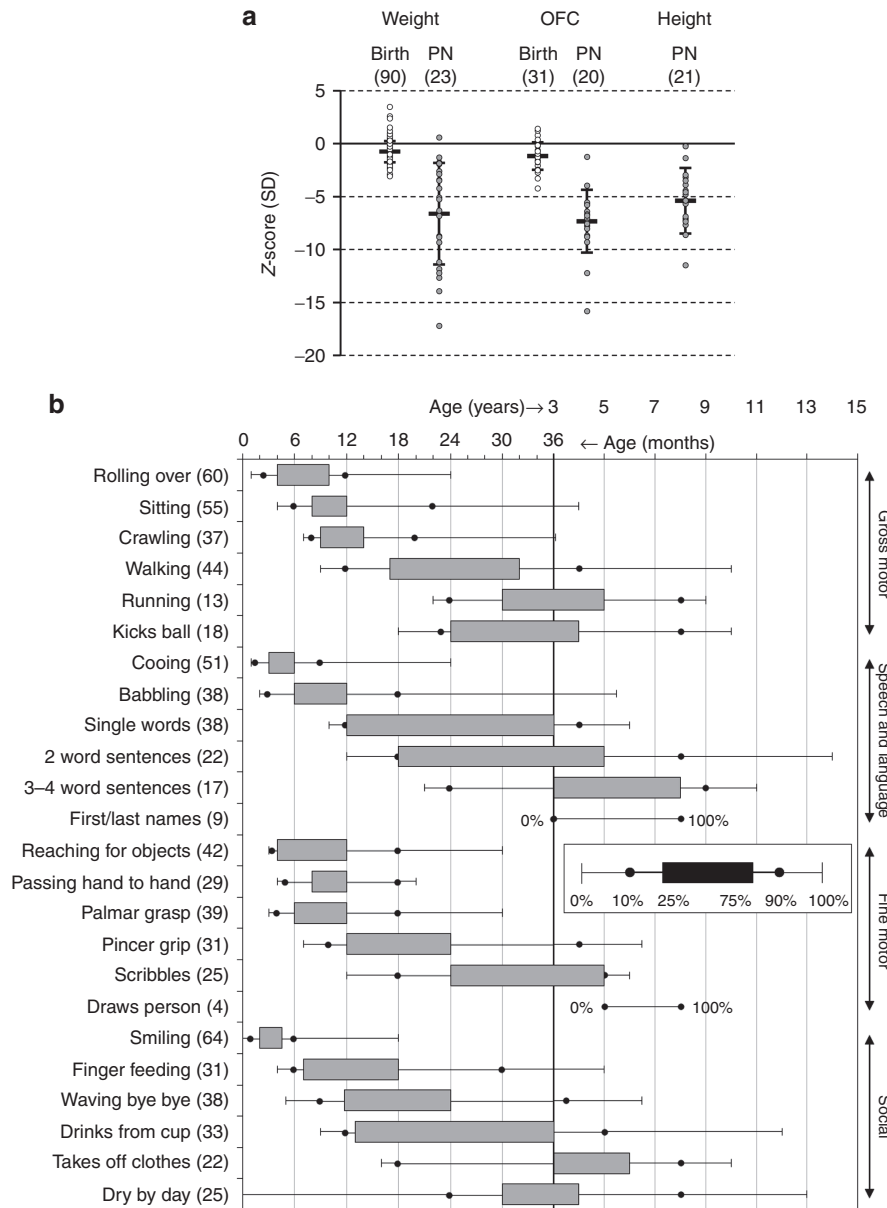 a
Weight OFC Height
Birth PN Birth PN PN
(90) (23) (31) (20) (21)
5
0
−5
−10
−15
−20
Z-score (SD)
b
Age (years)→ 3 5 7 9 11 13 15
0 6 12 18 24 30 36 ← Age (months)
Rolling over (60)
Sitting (55)
Crawling (37)
Walking (44)
Running (13)
Kicks ball (18)
Gross motor
Cooing (51)
Babbling (38)
Single words (38)
2 word sentences (22)
3–4 word sentences (17)
First/last names (9) 0% 100%
Speech and language
Reaching for objects (42)
Passing hand to hand (29)
Palmar grasp (39)
Pincer grip (31)
Scribbles (25)
Draws person (4) 0% 100%
Fine motor
0% 10% 25% 75% 90% 100%
Smiling (64)
Finger feeding (31)
Waving bye bye (38)
Drinks from cup (33)
Takes off clothes (22)
Dry by day (25)
Social